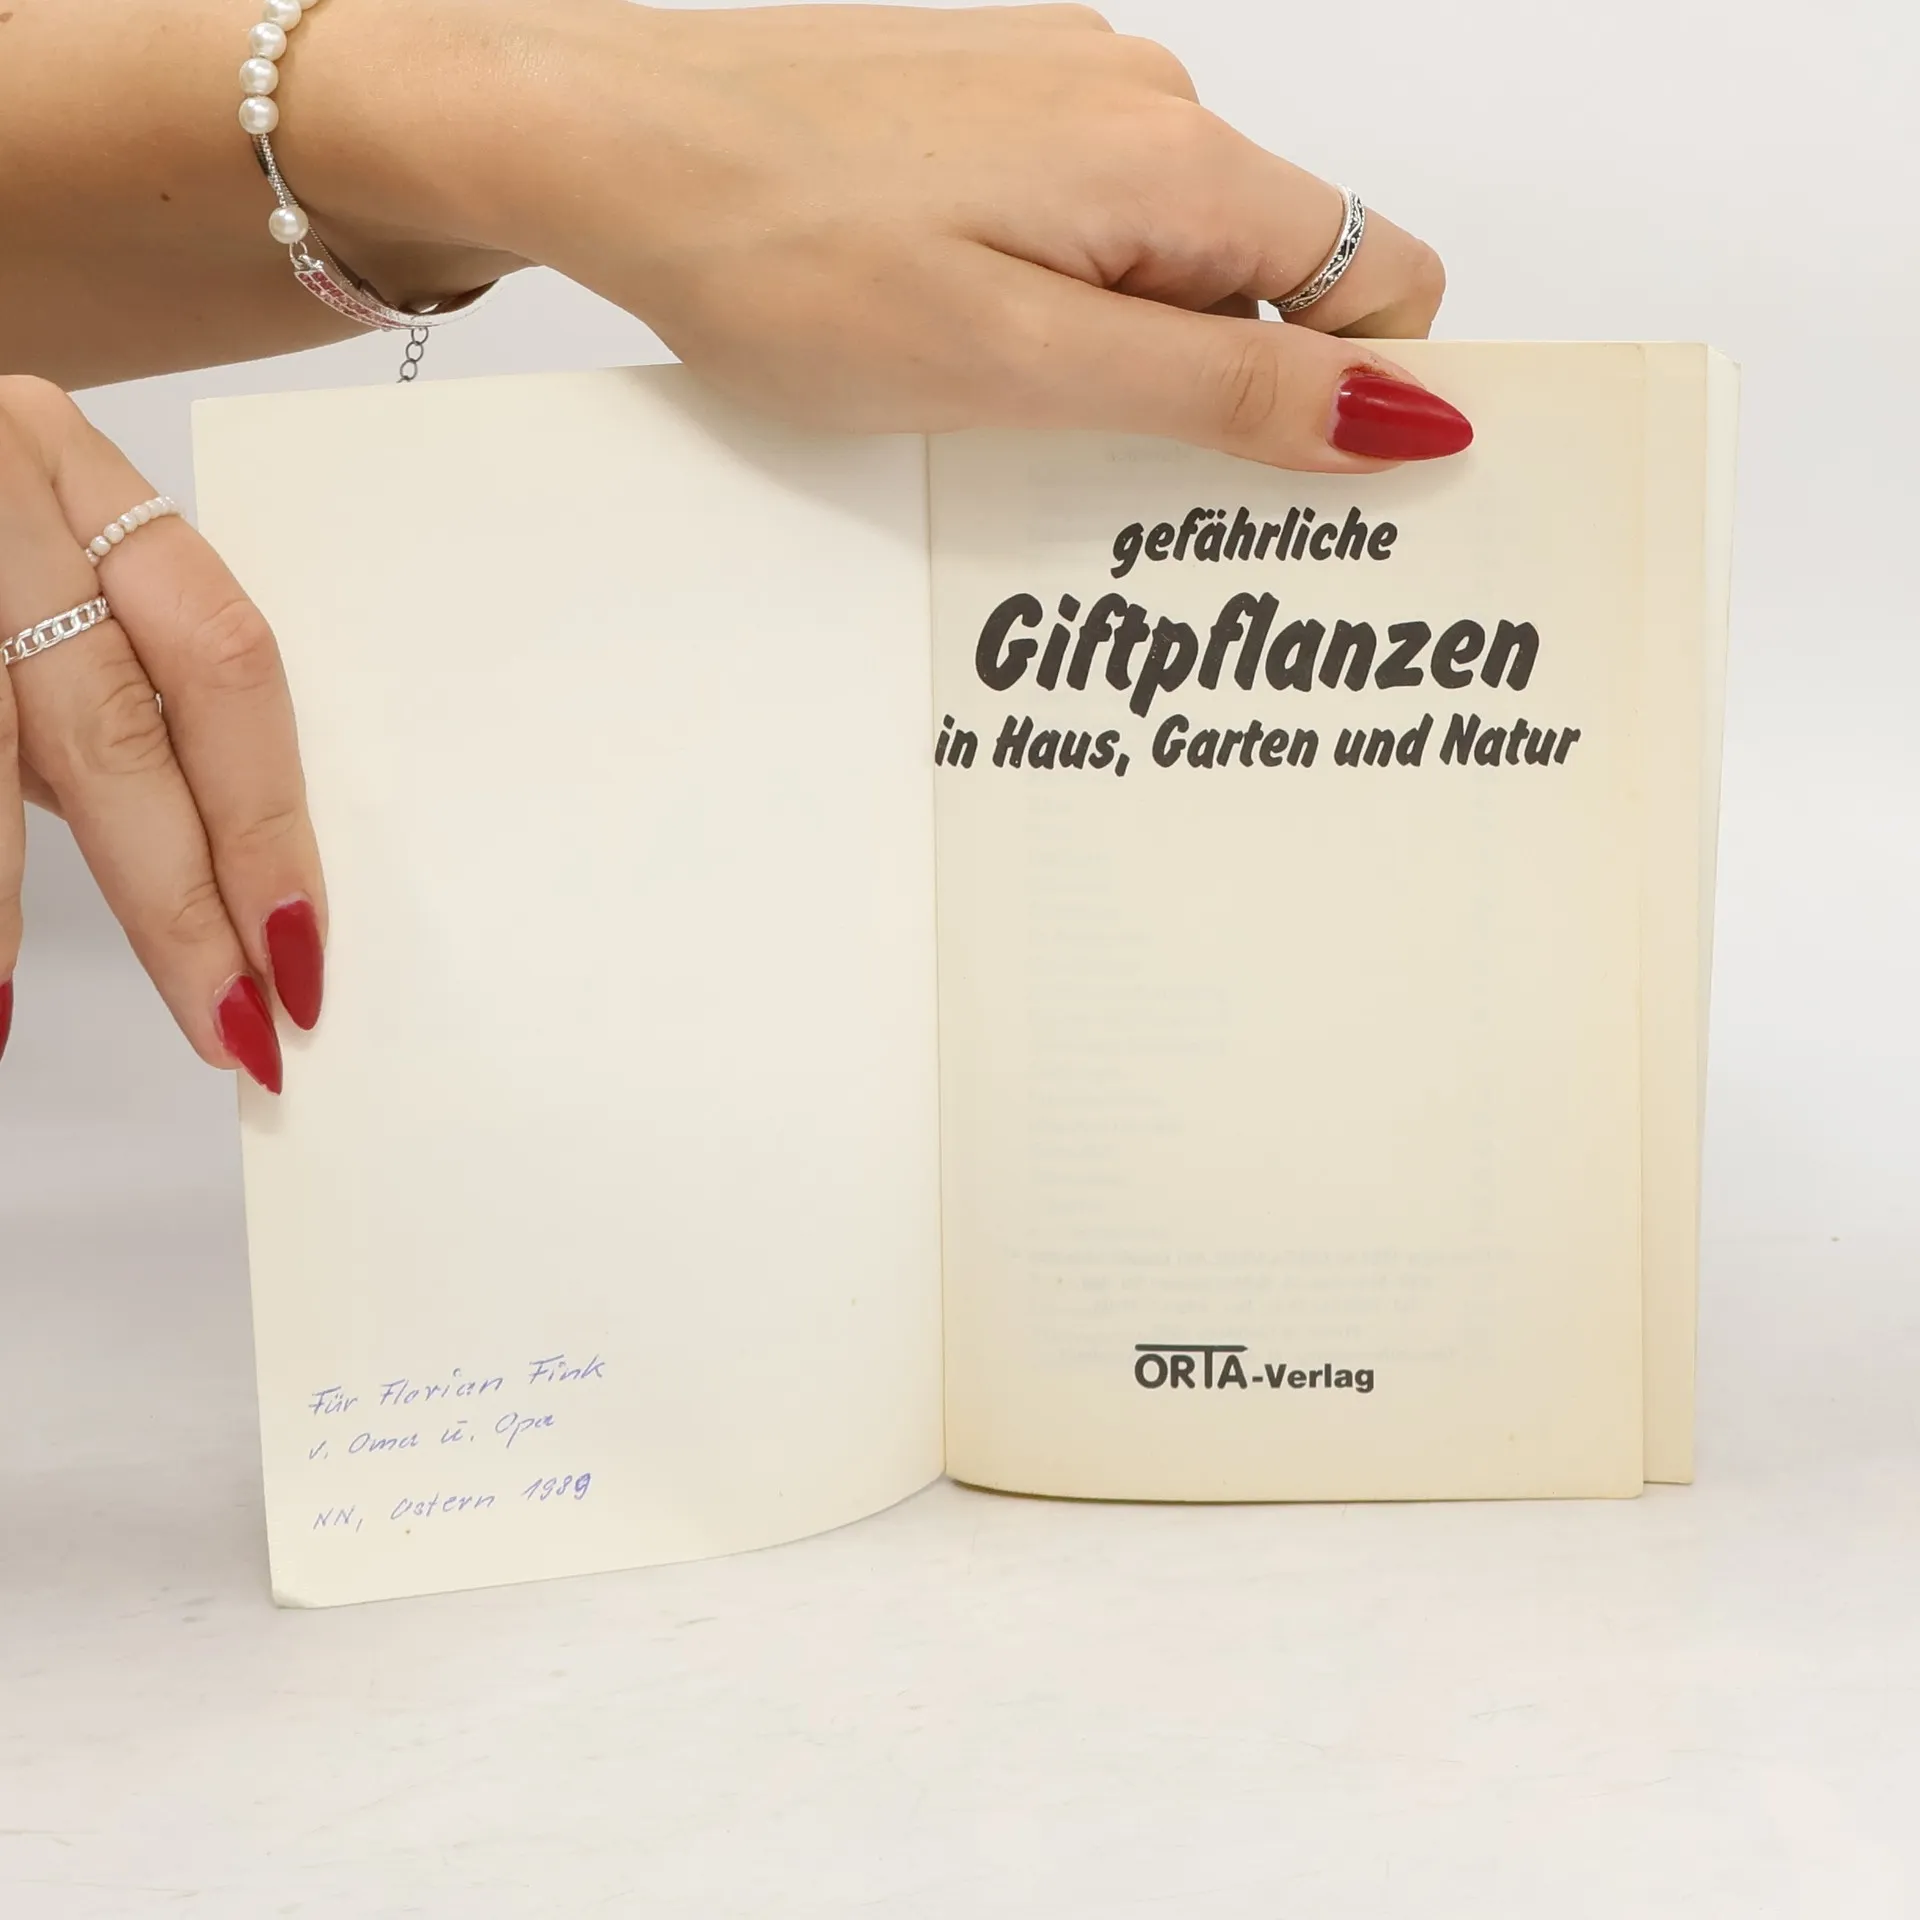 Für Florian Fink
v. Oma u. Opa
NN, Ostern 1989
gefährliche
Giftpflanzen
in Haus, Garten und Natur
ORTA-Verlag